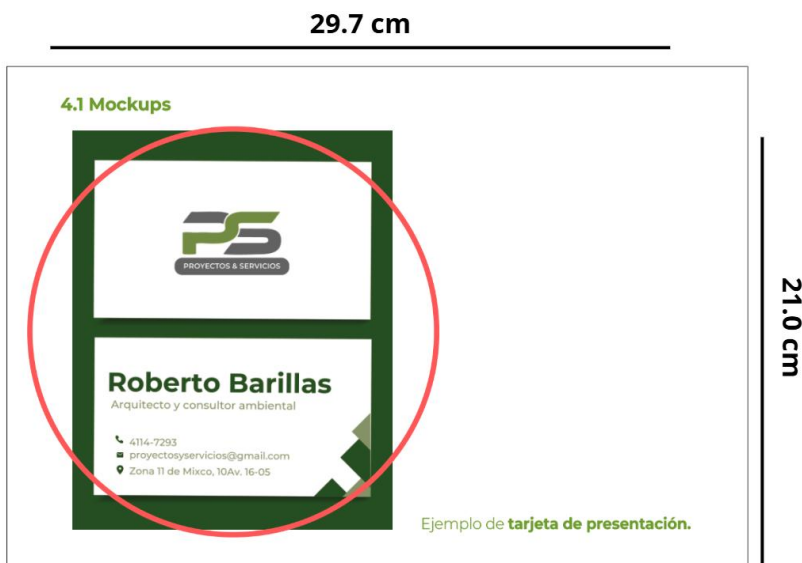 29.7 cm
4.1 Mockups
PS
PROYECTOS & SERVICIOS
Roberto Barillas
Arquitecto y consultor ambiental
4114-7293
proyectosyservicios@gmail.com
Zona 11 de Mixco, 10Av. 16-05
Ejemplo de tarjeta de presentación.
21.0 cm